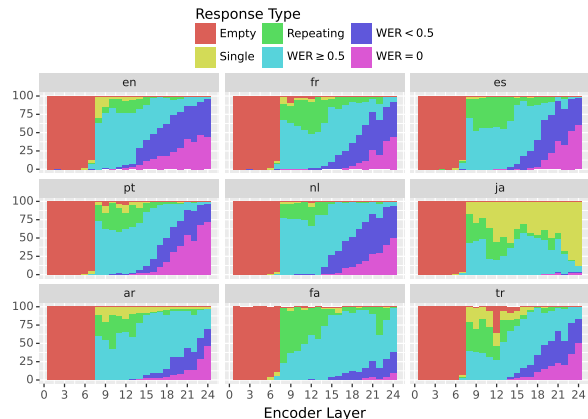 Response Type
Empty Repeating WER < 0.5
Single WER ≥ 0.5 WER = 0
en fr es
100
75
50
25
0
pt nl ja
100
75
50
25
0
ar fa tr
100
75
50
25
0
0 3 6 9 12 15 18 21 24 0 3 6 9 12 15 18 21 24 0 3 6 9 12 15 18 21 24
Encoder Layer